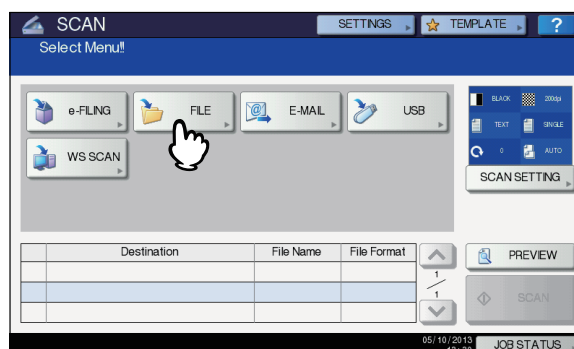 SCAN
SETTINGS
TEMPLATE
?
Select Menu!!
e-FILING
FILE
E-MAIL
USB
WS SCAN
BLACK
200dpi
TEXT
SINGLE
0
AUTO
SCAN SETTING
Destination File Name File Format
1
1
PREVIEW
SCAN
05/10/2013
JOB STATUS